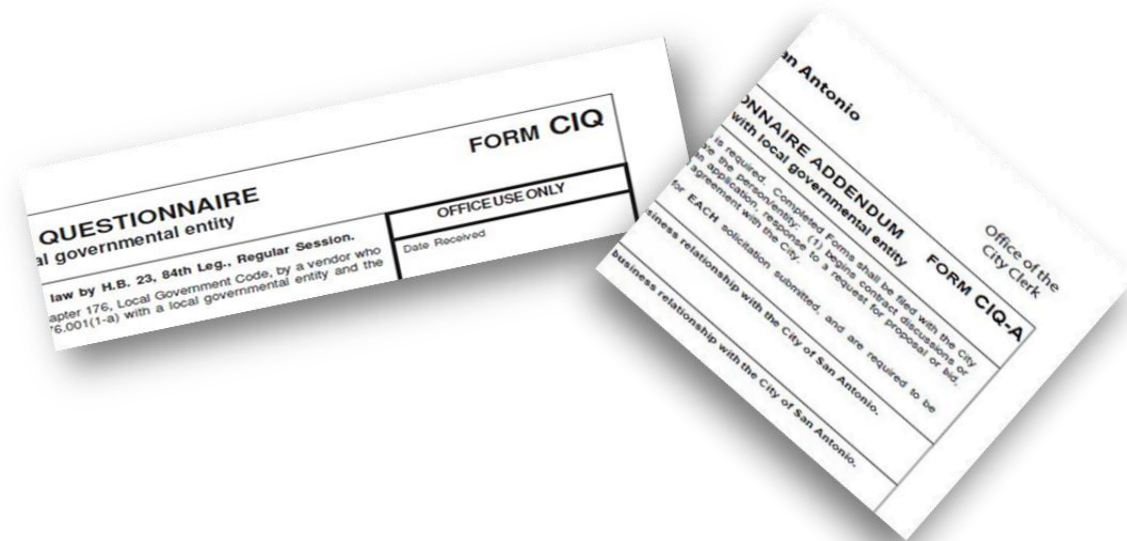 FORM CIQ
QUESTIONNAIRE
al governmental entity
OFFICE USE ONLY
law by H.B. 23, 84th Leg., Regular Session.
Date Received
apter 176, Local Government Code, by a vendor who
6.001(1-a) with a local governmental entity and the
an Antonio
Office of the
City Clerk
ONNAIRE ADDENDUM FORM CIQ-A
with local governmental entity
is required. Completed Forms shall be filed with the City
the person/entity: (1) begins contract discussions or
an application, response to a request for proposal or bid,
agreement with the City.
for EACH solicitation submitted, and are required to be
siness relationship with the City of San Antonio.
business relationship with the City of San Antonio.